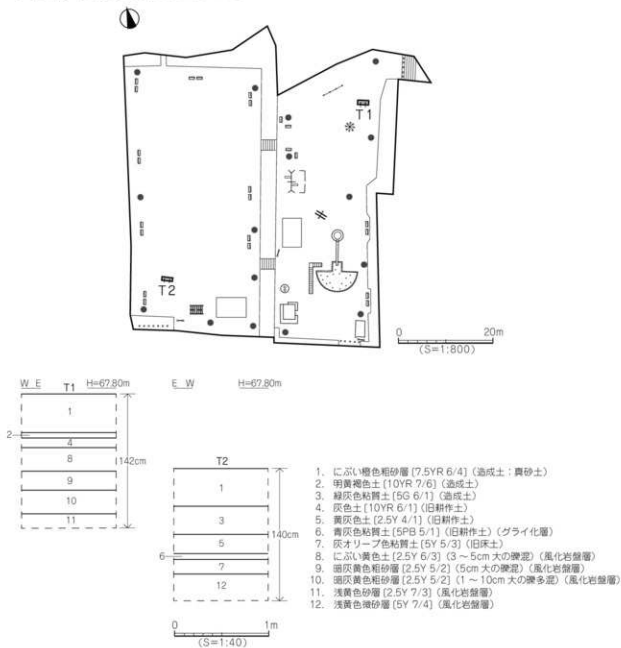 T1
T2
0 20m
(S=1:800)
W E T1 H=67.80m
E W H=67.80m
1
2
4
8
142cm
9
10
11
T2
1
3
140cm
5
6
7
12
0 1m
(S=1:40)
1. にぶい橙色粗砂層 [7.5YR 6/4](造成土:真砂土)
2. 明黄褐色土 [10YR 7/6](造成土)
3. 緑灰色粘質土 [5G 6/1](造成土)
4. 灰色土 [10YR 6/1](旧耕作土)
5. 黄灰色土 [2.5Y 4/1](旧耕作土)
6. 青灰色粘質土 [5PB 5/1](旧耕作土)(グライ化層)
7. 灰オリーブ色粘質土 [5Y 5/3](旧床土)
8. にぶい黄色土 [2.5Y 6/3](3～5cm 大の礫混)(風化岩盤層)
9. 暗灰黄色粗砂層 [2.5Y 5/2](5cm 大の礫混)(風化岩盤層)
10. 暗灰黄色粗砂層 [2.5Y 5/2](1～10cm 大の礫多混)(風化岩盤層)
11. 浅黄色砂層 [2.5Y 7/3](風化岩盤層)
12. 浅黄色微砂層 [5Y 7/4](風化岩盤層)